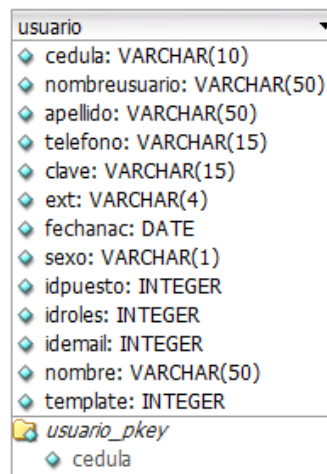 usuario
cedula: VARCHAR(10)
nombreusuario: VARCHAR(50)
apellido: VARCHAR(50)
telefono: VARCHAR(15)
clave: VARCHAR(15)
ext: VARCHAR(4)
fechanac: DATE
sexo: VARCHAR(1)
idpuesto: INTEGER
idroles: INTEGER
idemail: INTEGER
nombre: VARCHAR(50)
template: INTEGER
usuario_pkey
cedula